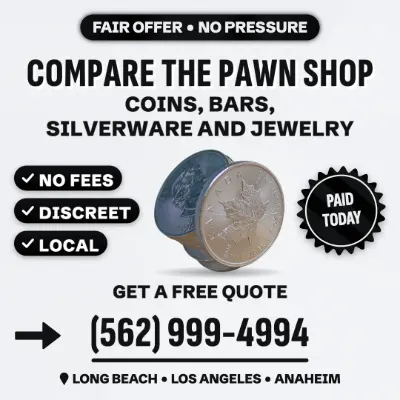 FAIR OFFER • NO PRESSURE
COMPARE THE PAWN SHOP
COINS, BARS,
SILVERWARE AND JEWELRY
NO FEES
DISCREET
LOCAL
PAID
TODAY
GET A FREE QUOTE
(562) 999-4994
LONG BEACH • LOS ANGELES • ANAHEIM